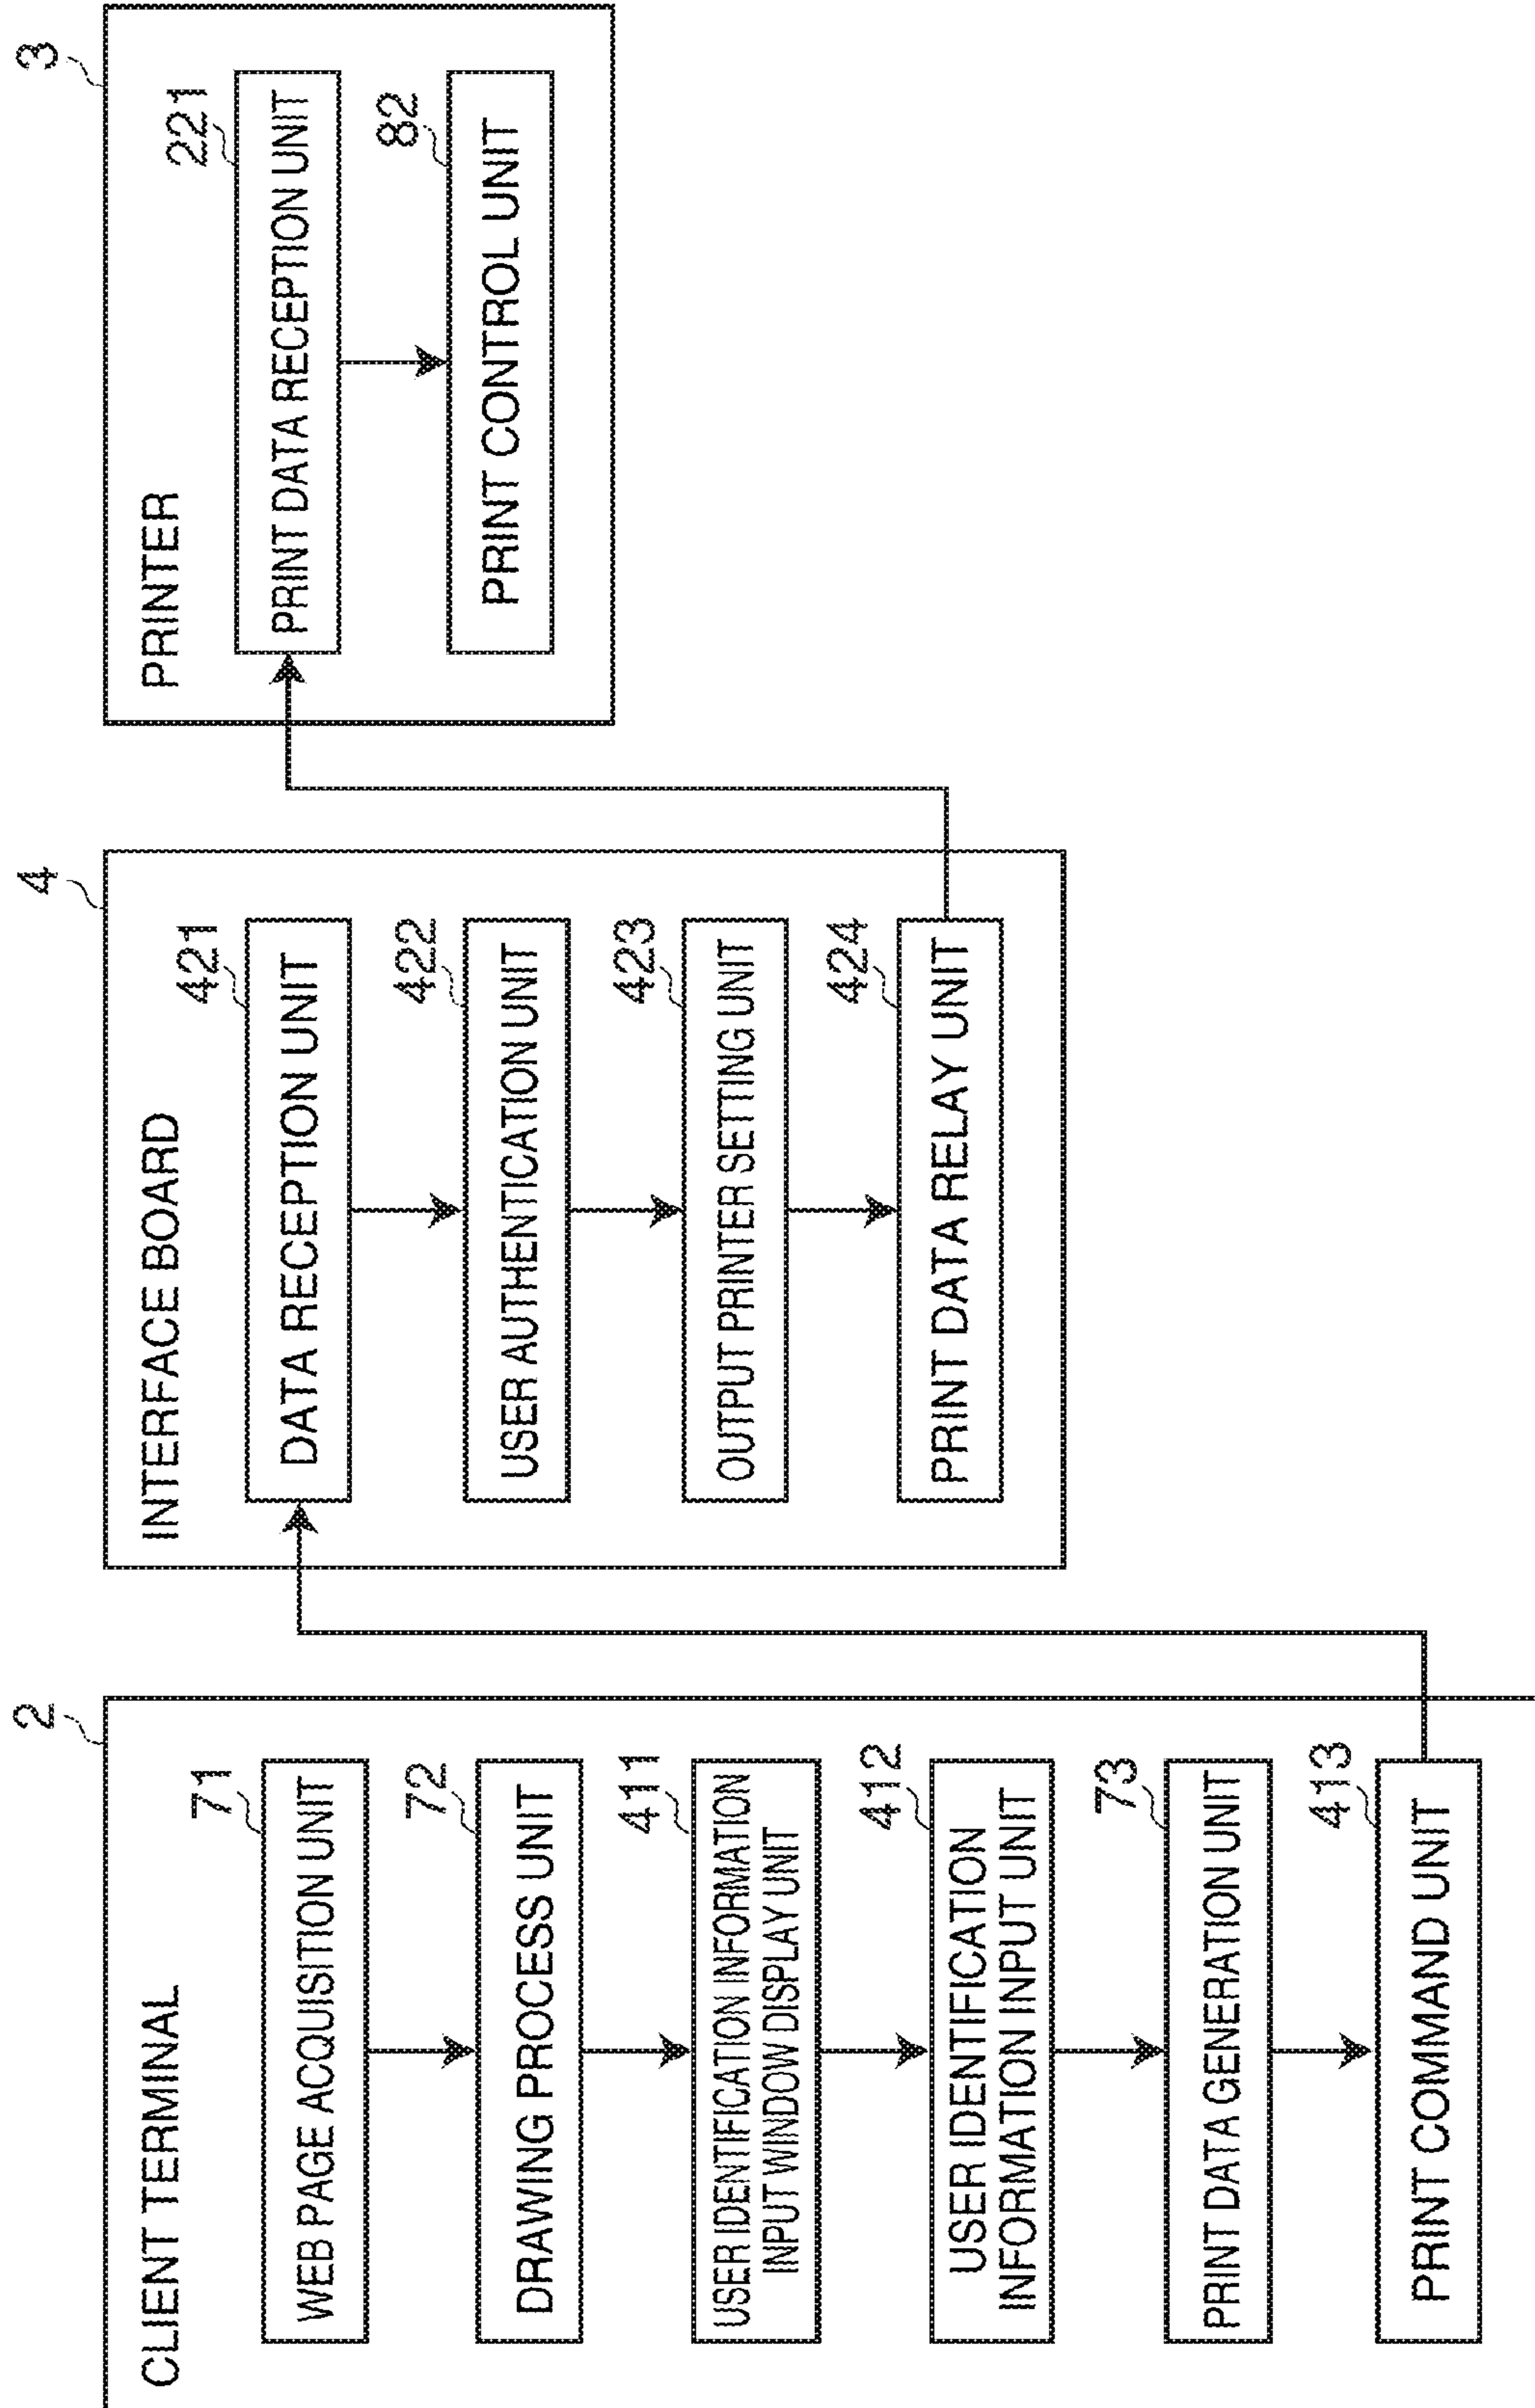 CLIENT TERMINAL
2
WEB PAGE ACQUISITION UNIT
71
DRAWING PROCESS UNIT
72
USER IDENTIFICATION INFORMATION
INPUT WINDOW DISPLAY UNIT
411
USER IDENTIFICATION
INFORMATION INPUT UNIT
412
PRINT DATA GENERATION UNIT
73
PRINT COMMAND UNIT
413
INTERFACE BOARD
4
DATA RECEPTION UNIT
421
USER AUTHENTICATION UNIT
422
OUTPUT PRINTER SETTING UNIT
423
PRINT DATA RELAY UNIT
424
PRINTER
3
PRINT DATA RECEPTION UNIT
221
PRINT CONTROL UNIT
82